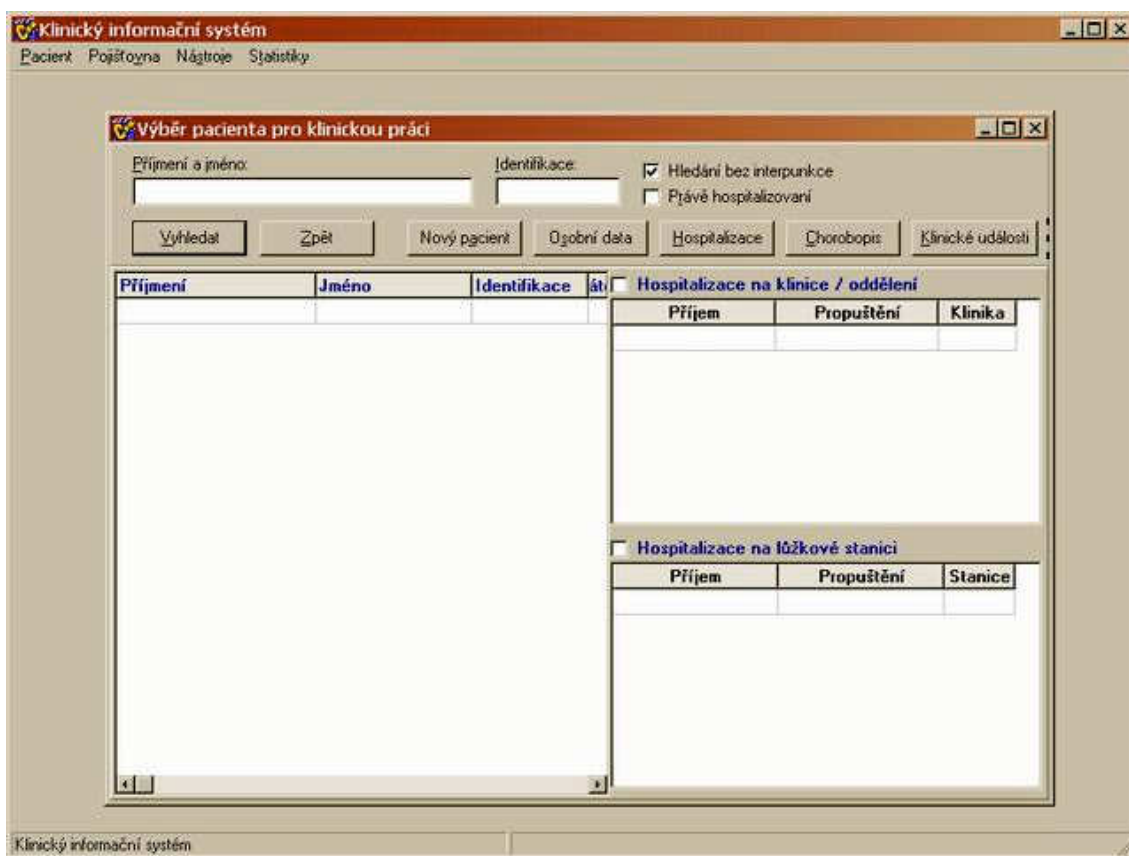 Klinický informační systém
Pacient Pojišťovna Nástroje Statistiky
Výběr pacienta pro klinickou práci
Příjmení a jméno: Identifikace: Hledání bez interpunkce
Právě hospitalizovaní
Vyhledat Zpět Nový pacient Osobní data Hospitalizace Chorobopis Klinické události
Příjmení Jméno Identifikace Hospitalizace na klinice / oddělení
Příjem Propuštění Klinika
Hospitalizace na lůžkové stanici
Příjem Propuštění Stanice
Klinický informační systém